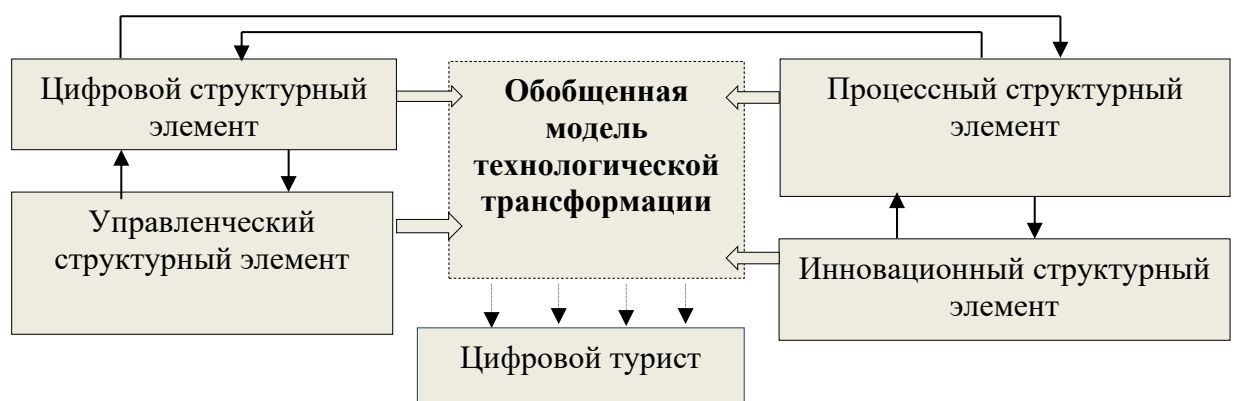 Цифровой структурный
элемент
Обобщенная
модель
технологической
трансформации
Процессный структурный
элемент
Управленческий
структурный элемент
Инновационный структурный
элемент
Цифровой турист